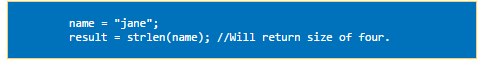 name = "jane";
result = strlen(name); //Will return size of four.